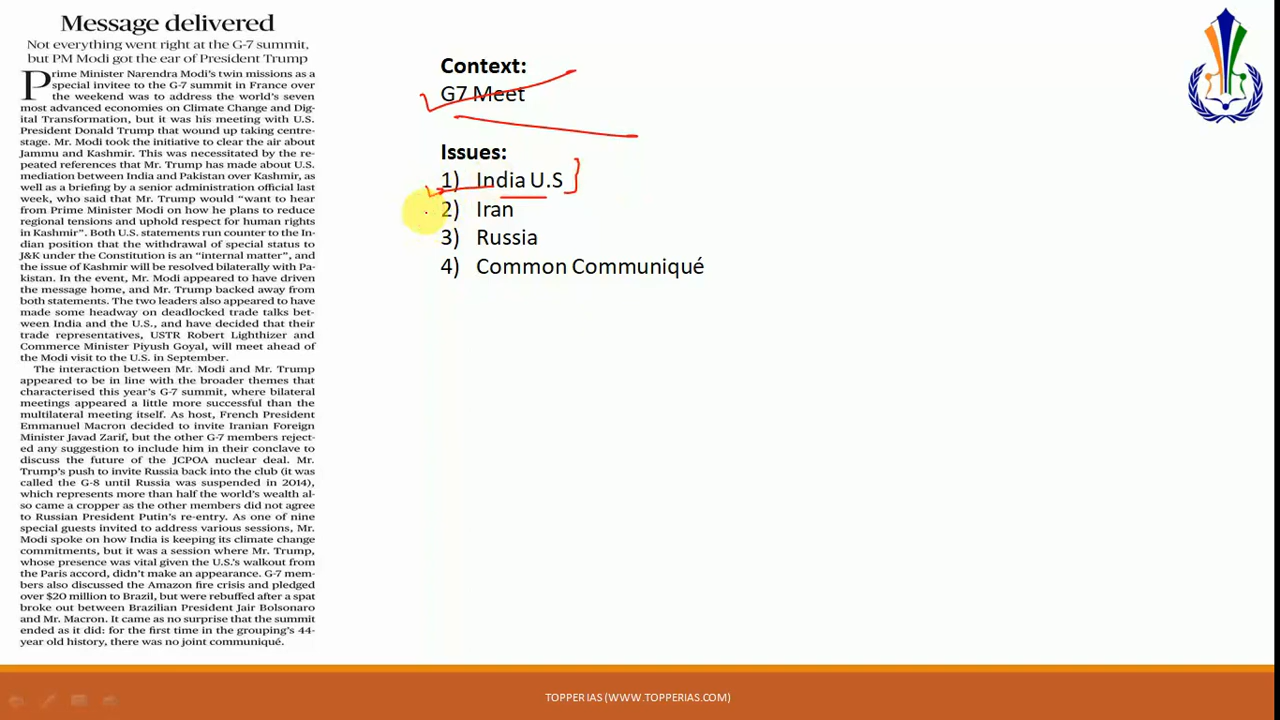 Message delivered
Not everything went right at the G-7 summit,
but PM Modi got the ear of President Trump
Prime Minister Narendra Modi's twin missions as a
special invitee to the G-7 summit in France over
the weekend was to address the world's seven
most advanced economies on Climate Change and Dig-
ital Transformation, but it was his meeting with U.S.
President Donald Trump that wound up taking centre-
stage. Mr. Modi took the initiative to clear the air about
Jammu and Kashmir. This was necessitated by the re-
peated references that Mr. Trump has made about U.S.
mediation between India and Pakistan over Kashmir, as
well as a briefing by a senior administration official last
week, who said that Mr. Trump would "want to hear
from Prime Minister Modi on how he plans to reduce
regional tensions and uphold respect for human rights
in Kashmir". Both U.S. statements run counter to the In-
dian position that the withdrawal of special status to
J&K under the Constitution is an "internal matter", and
the issue of Kashmir will be resolved bilaterally with Pa-
kistan. In the event, Mr. Modi appeared to have driven
the message home, and Mr. Trump backed away from
both statements. The two leaders also appeared to have
made some headway on deadlocked trade talks bet-
ween India and the U.S., and have decided that their
trade representatives, USTR Robert Lighthizer and
Commerce Minister Piyush Goyal, will meet ahead of
the Modi visit to the U.S. in September.
The interaction between Mr. Modi and Mr. Trump
appeared to be in line with the broader themes that
characterised this year's G-7 summit, where bilateral
meetings appeared a little more successful than the
multilateral meeting itself. As host, French President
Emmanuel Macron decided to invite Iranian Foreign
Minister Javad Zarif, but the other G-7 members reject-
ed any suggestion to include him in their conclave to
discuss the future of the JCPOA nuclear deal. Mr.
Trump's push to invite Russia back into the club (it was
called the G-8 until Russia was suspended in 2014),
which represents more than half the world's wealth al-
so came a cropper as the other members did not agree
to Russian President Putin's re-entry. As one of nine
special guests invited to address various sessions, Mr.
Modi spoke on how India is keeping its climate change
commitments, but it was a session where Mr. Trump,
whose presence was vital given the U.S.'s walkout from
the Paris accord, didn't make an appearance. G-7 mem-
bers also discussed the Amazon fire crisis and pledged
over $20 million to Brazil, but were rebuffed after a spat
broke out between Brazilian President Jair Bolsonaro
and Mr. Macron. It came as no surprise that the summit
ended as it did: for the first time in the grouping's 44-
year old history, there was no joint communiqué.
Context:
G7 Meet
Issues:
1) India U.S
2) Iran
3) Russia
4) Common Communiqué
TOPPER IAS (WWW.TOPPERIAS.COM)